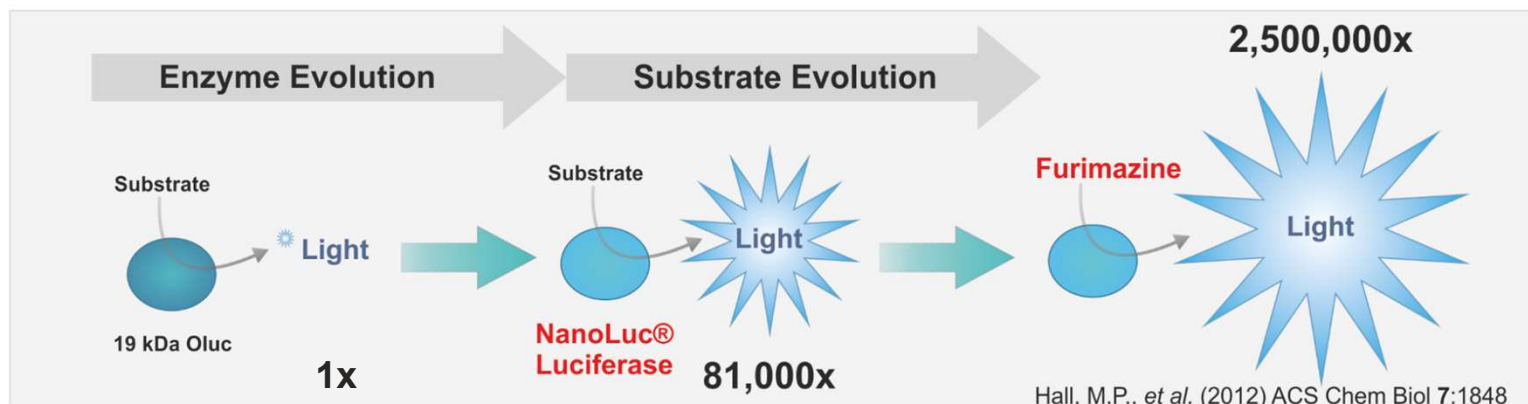 2,500,000x
Enzyme Evolution
Substrate Evolution
Substrate
Light
19 kDa Oluc
1x
Substrate
Light
NanoLuc®
Luciferase
81,000x
Furimazine
Light
Hall, M.P., et al. (2012) ACS Chem Biol 7:1848